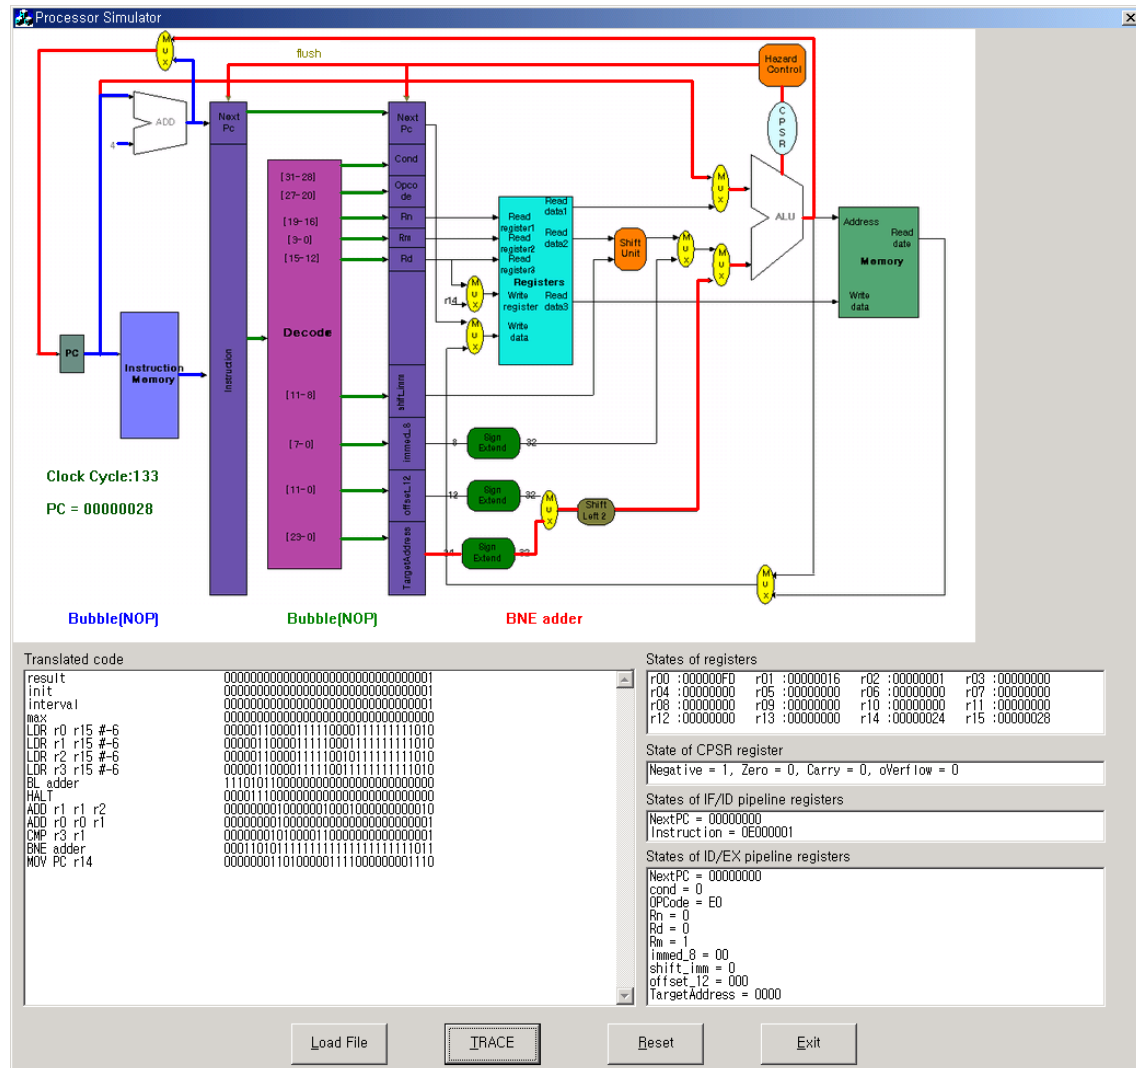 Processor Simulator
flush
Mux
Hazard Control
CPSR
ADD
4
Next Pc
Next Pc
Cond
[31-28]
Opcode
[27-20]
Mux
ALU
Rn
[19-16]
Rm
[3-0]
Rd
[15-12]
Read register1
Read register2
Read register3
Registers
Write register
Write data
Read data1
Read data2
Read data3
Shift Unit
Mux
Mux
Address
Read date
Memory
Write data
r14
Mux
Mux
Decode
PC
Instruction Memory
Instruction
[11-8]
shift_imm
[7-0]
immed_8
8
Sign Extend
32
[11-0]
offset_12
12
Sign Extend
32
Mux
Shift Left 2
[23-0]
TargetAddress
Sign Extend
32
Mux
Clock Cycle:133
PC = 00000028
Bubble(NOP)
Bubble(NOP)
BNE adder
Translated code
result 00000000000000000000000000000001
init 00000000000000000000000000000001
interval 00000000000000000000000000000001
max 00000000000000000000000000000000
LDR r0 r15 #-6 00000110000111110000111111111010
LDR r1 r15 #-6 00000110000111110001111111111010
LDR r2 r15 #-6 00000110000111110010111111111010
LDR r3 r15 #-6 00000110000111110011111111111010
BL adder 11101011000000000000000000000000
HALT 00001110000000000000000000000000
ADD r1 r1 r2 00000000100000010001000000000010
ADD r0 r0 r1 00000000100000000000000000000001
CMP r3 r1 00000001010000110000000000000001
BNE adder 00011010111111111111111111111011
MOV PC r14 00000001101000001111000000001110
States of registers
r00 :000000FD r01 :00000016 r02 :00000001 r03 :00000000
r04 :00000000 r05 :00000000 r06 :00000000 r07 :00000000
r08 :00000000 r09 :00000000 r10 :00000000 r11 :00000000
r12 :00000000 r13 :00000000 r14 :00000024 r15 :00000028
State of CPSR register
Negative = 1, Zero = 0, Carry = 0, oVerflow = 0
States of IF/ID pipeline registers
NextPC = 00000000
Instruction = 0E000001
States of ID/EX pipeline registers
NextPC = 00000000
cond = 0
OPCode = E0
Rn = 0
Rd = 0
Rm = 1
immed_8 = 00
shift_imm = 0
offset_12 = 000
TargetAddress = 0000
Load File
TRACE
Reset
Exit